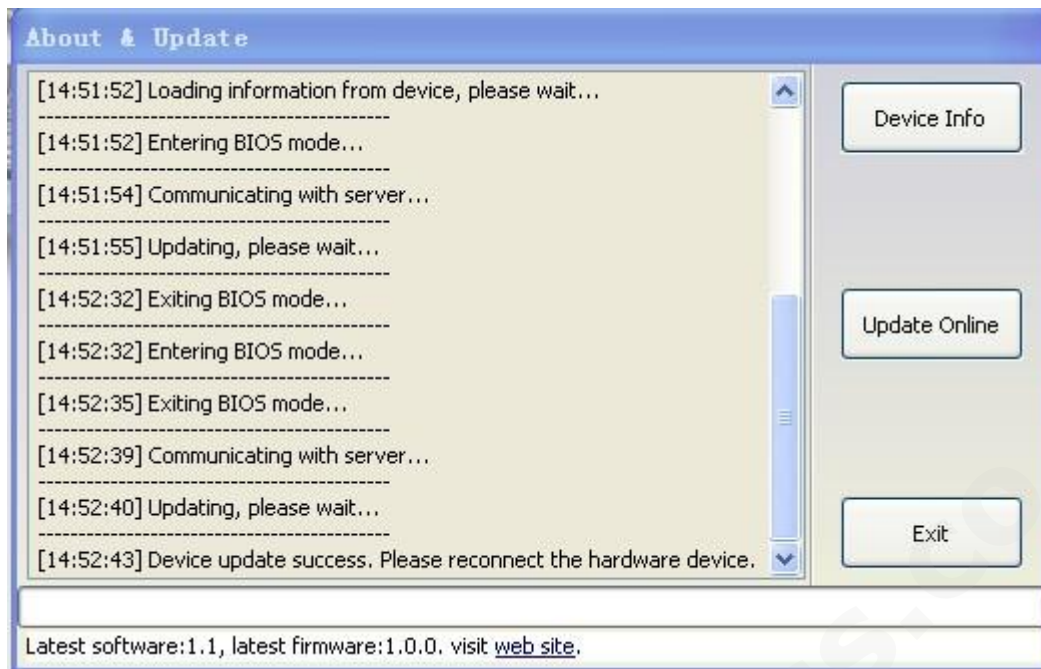 About & Update
[14:51:52] Loading information from device, please wait...
----------------------------------------
[14:51:52] Entering BIOS mode...
----------------------------------------
[14:51:54] Communicating with server...
----------------------------------------
[14:51:55] Updating, please wait...
----------------------------------------
[14:52:32] Exiting BIOS mode...
----------------------------------------
[14:52:32] Entering BIOS mode...
----------------------------------------
[14:52:35] Exiting BIOS mode...
----------------------------------------
[14:52:39] Communicating with server...
----------------------------------------
[14:52:40] Updating, please wait...
----------------------------------------
[14:52:43] Device update success. Please reconnect the hardware device.
Device Info
Update Online
Exit
Latest software:1.1, latest firmware:1.0.0. visit web site.